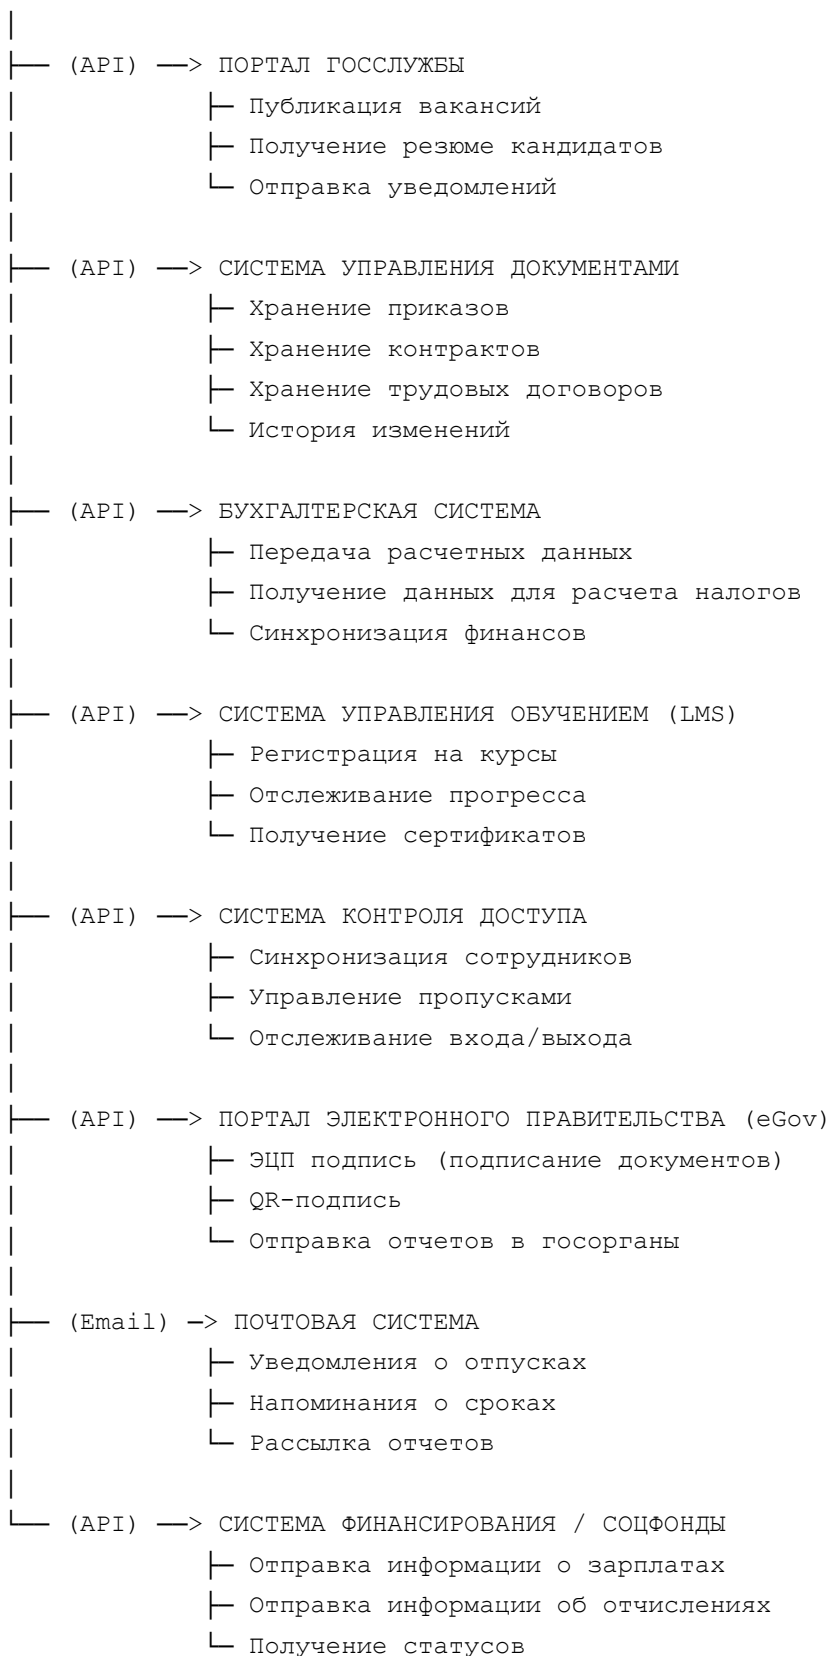 │
├── (API) ──> ПОРТАЛ ГОССЛУЖБЫ
│            ├─ Публикация вакансий
│            ├─ Получение резюме кандидатов
│            └─ Отправка уведомлений
│
├── (API) ──> СИСТЕМА УПРАВЛЕНИЯ ДОКУМЕНТАМИ
│            ├─ Хранение приказов
│            ├─ Хранение контрактов
│            ├─ Хранение трудовых договоров
│            └─ История изменений
│
├── (API) ──> БУХГАЛТЕРСКАЯ СИСТЕМА
│            ├─ Передача расчетных данных
│            ├─ Получение данных для расчета налогов
│            └─ Синхронизация финансов
│
├── (API) ──> СИСТЕМА УПРАВЛЕНИЯ ОБУЧЕНИЕМ (LMS)
│            ├─ Регистрация на курсы
│            ├─ Отслеживание прогресса
│            └─ Получение сертификатов
│
├── (API) ──> СИСТЕМА КОНТРОЛЯ ДОСТУПА
│            ├─ Синхронизация сотрудников
│            ├─ Управление пропусками
│            └─ Отслеживание входа/выхода
│
├── (API) ──> ПОРТАЛ ЭЛЕКТРОННОГО ПРАВИТЕЛЬСТВА (eGov)
│            ├─ ЭЦП подпись (подписание документов)
│            ├─ QR-подпись
│            └─ Отправка отчетов в госорганы
│
├── (Email) ─> ПОЧТОВАЯ СИСТЕМА
│            ├─ Уведомления о отпусках
│            ├─ Напоминания о сроках
│            └─ Рассылка отчетов
│
└── (API) ──> СИСТЕМА ФИНАНСИРОВАНИЯ / СОЦФОНДЫ
             ├─ Отправка информации о зарплатах
             ├─ Отправка информации об отчислениях
             └─ Получение статусов